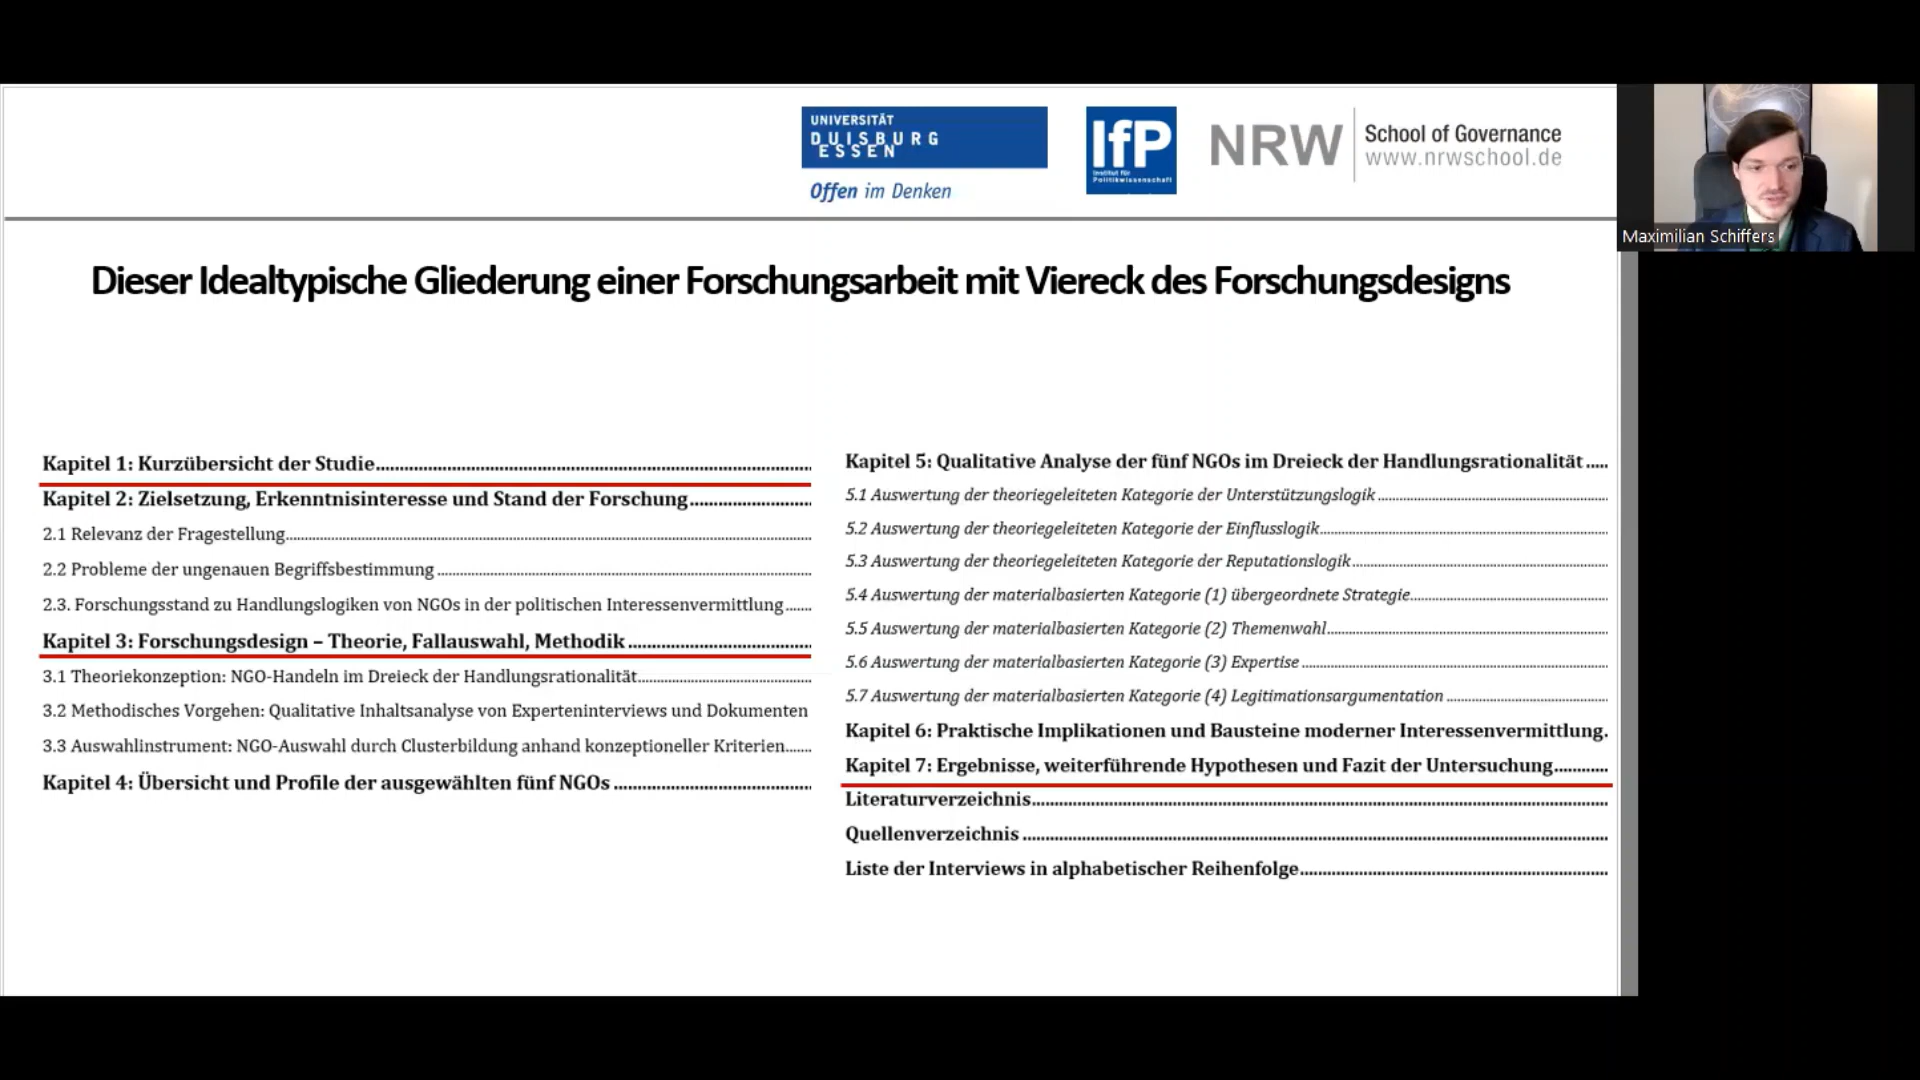 UNIVERSITÄT
DUISBURG
ESSEN
Offen im Denken
IfP
Institut für
Politikwissenschaft
NRW
School of Governance
www.nrwschool.de
Maximilian Schiffers
Dieser Idealtypische Gliederung einer Forschungsarbeit mit Viereck des Forschungsdesigns
Kapitel 1: Kurzübersicht der Studie
Kapitel 2: Zielsetzung, Erkenntnisinteresse und Stand der Forschung
2.1 Relevanz der Fragestellung
2.2 Probleme der ungenauen Begriffsbestimmung
2.3. Forschungsstand zu Handlungslogiken von NGOs in der politischen Interessenvermittlung
Kapitel 3: Forschungsdesign – Theorie, Fallauswahl, Methodik
3.1 Theoriekonzeption: NGO-Handeln im Dreieck der Handlungsrationalität
3.2 Methodisches Vorgehen: Qualitative Inhaltsanalyse von Experteninterviews und Dokumenten
3.3 Auswahlinstrument: NGO-Auswahl durch Clusterbildung anhand konzeptioneller Kriterien
Kapitel 4: Übersicht und Profile der ausgewählten fünf NGOs
Kapitel 5: Qualitative Analyse der fünf NGOs im Dreieck der Handlungsrationalität
5.1 Auswertung der theoriegeleiteten Kategorie der Unterstützungslogik
5.2 Auswertung der theoriegeleiteten Kategorie der Einflusslogik
5.3 Auswertung der theoriegeleiteten Kategorie der Reputationslogik
5.4 Auswertung der materialbasierten Kategorie (1) übergeordnete Strategie
5.5 Auswertung der materialbasierten Kategorie (2) Themenwahl
5.6 Auswertung der materialbasierten Kategorie (3) Expertise
5.7 Auswertung der materialbasierten Kategorie (4) Legitimationsargumentation
Kapitel 6: Praktische Implikationen und Bausteine moderner Interessenvermittlung.
Kapitel 7: Ergebnisse, weiterführende Hypothesen und Fazit der Untersuchung
Literaturverzeichnis
Quellenverzeichnis
Liste der Interviews in alphabetischer Reihenfolge